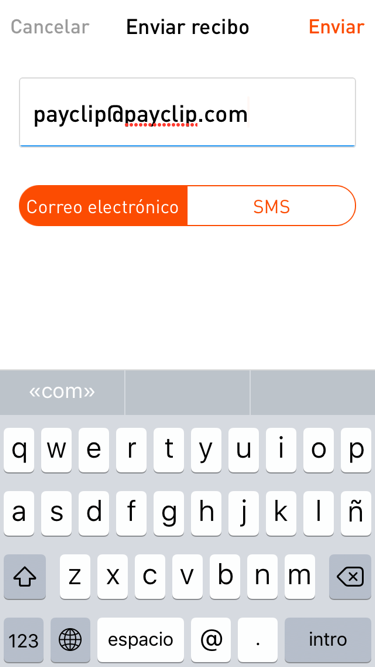 Cancelar Enviar recibo Enviar
payclip@payclip.com
Correo electrónico SMS
«com»
q w e r t y u i o p
a s d f g h j k l ñ
z x c v b n m
123 espacio @ . intro